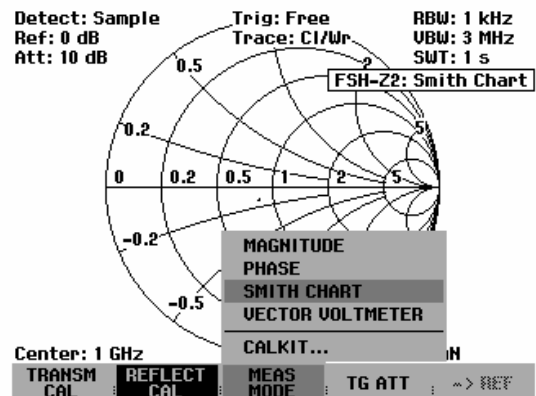 Detect: Sample Trig: Free RBW: 1 kHz
Ref: 0 dB Trace: Cl/Wr VBW: 3 MHz
Att: 10 dB SWT: 1 s
0.5 2
FSH-Z2: Smith Chart
0.2 5
0 0.2 0.5 1 2 5
-0.2
-0.5
MAGNITUDE
PHASE
SMITH CHART
VECTOR VOLTMETER
CALKIT...
Center: 1 GHz
TRANSM CAL
REFLECT CAL
MEAS MODE
TG ATT
-> REF